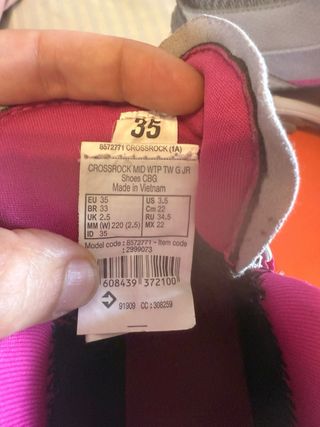 35
8572771 CROSSROCK (1A)
CROSSROCK MID WTP TW G JR
Shoes CBG
Made in Vietnam
EU 35 US 3.5
BR 33 Cm 22
UK 2.5 RU 34.5
MM (W) 220 (2.5) MX 22
ID 35
Model code : 8572771 - Item code
: 2999073
608439 372100
91909 CC : 308259